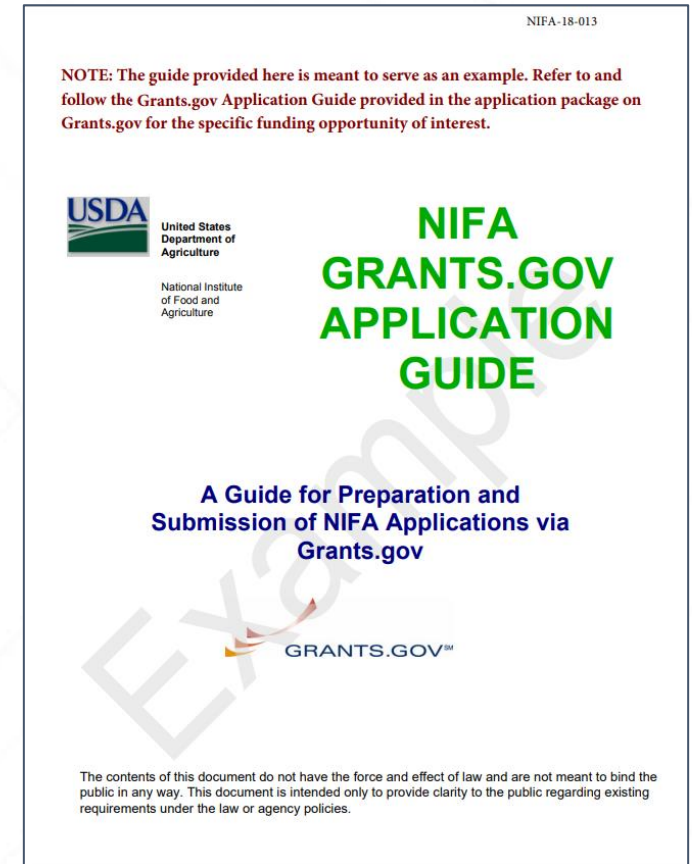 NIFA-18-013
NOTE: The guide provided here is meant to serve as an example. Refer to and
follow the Grants.gov Application Guide provided in the application package on
Grants.gov for the specific funding opportunity of interest.
USDA
United States
Department of
Agriculture
National Institute
of Food and
Agriculture
NIFA
GRANTS.GOV
APPLICATION
GUIDE
Example
A Guide for Preparation and
Submission of NIFA Applications via
Grants.gov
GRANTS.GOV℠
The contents of this document do not have the force and effect of law and are not meant to bind the
public in any way. This document is intended only to provide clarity to the public regarding existing
requirements under the law or agency policies.